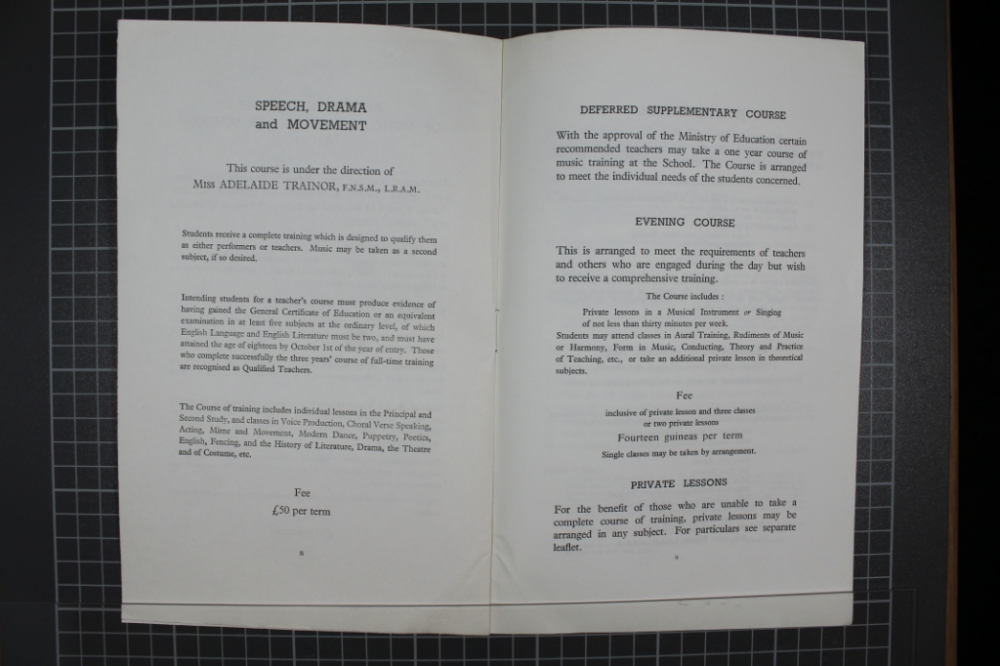 SPEECH, DRAMA
and MOVEMENT
This course is under the direction of
Miss ADELAIDE TRAINOR, F.N.S.M., L.R.A.M.
Students receive a complete training which is designed to qualify them
as either performers or teachers. Music may be taken as a second
subject, if so desired.
Intending students for a teacher's course must produce evidence of
having gained the General Certificate of Education or an equivalent
examination in at least five subjects at the ordinary level, of which
English Language and English Literature must be two, and must have
attained the age of eighteen by October 1st of the year of entry. Those
who complete successfully the three years' course of full-time training
are recognised as Qualified Teachers.
The Course of training includes individual lessons in the Principal and
Second Study, and classes in Voice Production, Choral Verse Speaking,
Acting, Mime and Movement, Modern Dance, Puppetry, Poetics,
English, Fencing, and the History of Literature, Drama, the Theatre
and of Costume, etc.
Fee
£50 per term
8
DEFERRED SUPPLEMENTARY COURSE
With the approval of the Ministry of Education certain
recommended teachers may take a one year course of
music training at the School. The Course is arranged
to meet the individual needs of the students concerned.
EVENING COURSE
This is arranged to meet the requirements of teachers
and others who are engaged during the day but wish
to receive a comprehensive training.
The Course includes :
Private lessons in a Musical Instrument or Singing
of not less than thirty minutes per week.
Students may attend classes in Aural Training, Rudiments of Music
or Harmony, Form in Music, Conducting, Theory and Practice
of Teaching, etc., or take an additional private lesson in theoretical
subjects.
Fee
inclusive of private lesson and three classes
or two private lessons
Fourteen guineas per term
Single classes may be taken by arrangement.
PRIVATE LESSONS
For the benefit of those who are unable to take a
complete course of training, private lessons may be
arranged in any subject. For particulars see separate
leaflet.
9